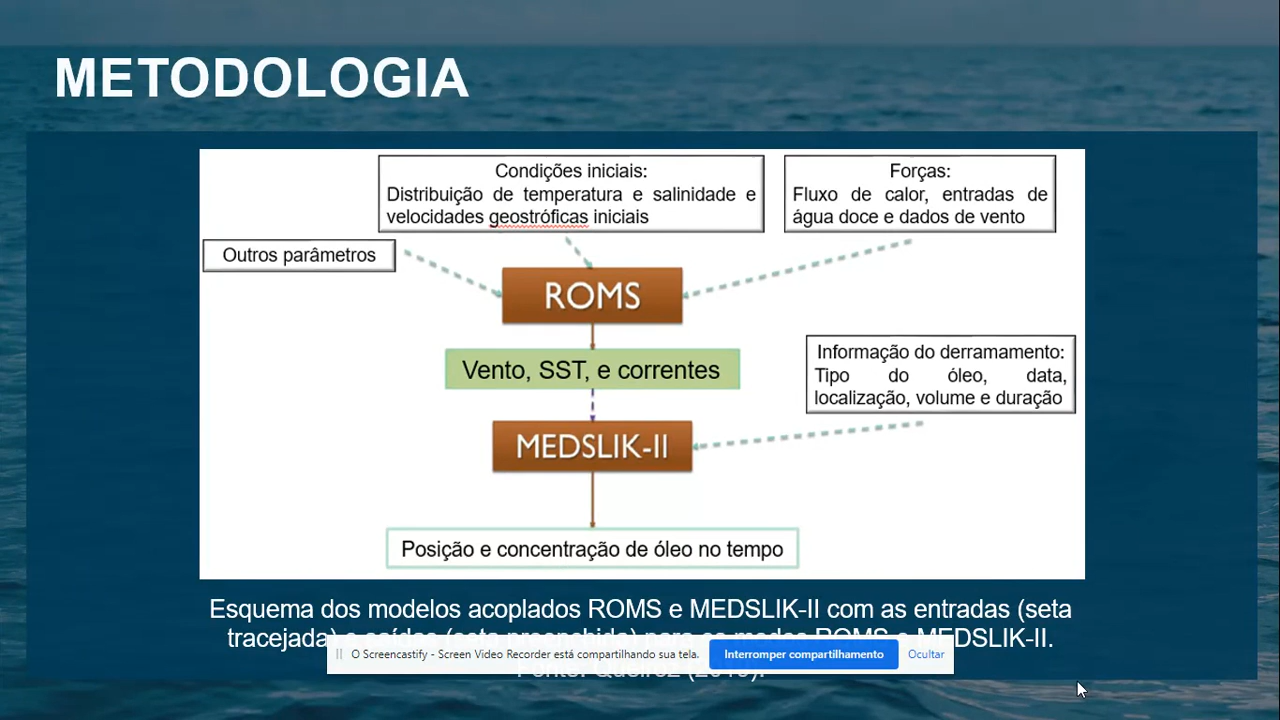 METODOLOGIA
Condições iniciais:
Distribuição de temperatura e salinidade e
velocidades geostróficas iniciais
Forças:
Fluxo de calor, entradas de
água doce e dados de vento
Outros parâmetros
ROMS
Vento, SST, e correntes
Informação do derramamento:
Tipo do óleo, data,
localização, volume e duração
MEDSLIK-II
Posição e concentração de óleo no tempo
Esquema dos modelos acoplados ROMS e MEDSLIK-II com as entradas (seta
tracejada) e saídas (seta preenchida) para os modos ROMS e MEDSLIK-II.
O Screencastify - Screen Video Recorder está compartilhando sua tela.
Interromper compartilhamento
Ocultar
Fonte: Queiroz